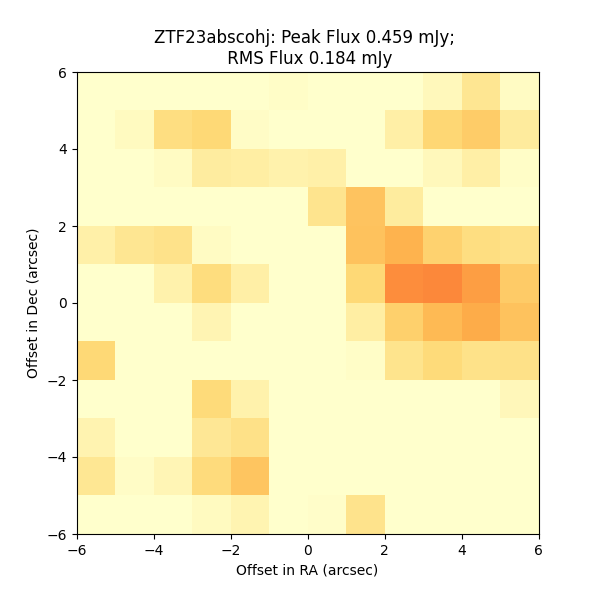 ZTF23abscohj: Peak Flux 0.459 mJy;
RMS Flux 0.184 mJy
6
4
2
0
−2
−4
−6
Offset in Dec (arcsec)
−6 −4 −2 0 2 4 6
Offset in RA (arcsec)